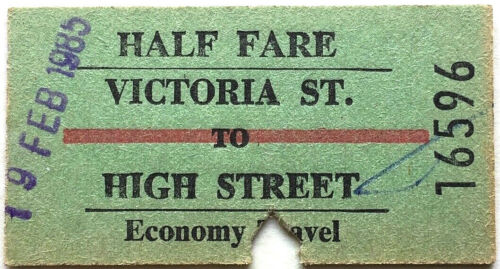 HALF FARE
VICTORIA ST.
TO
HIGH STREET
Economy Travel
19 FEB 1985
16596